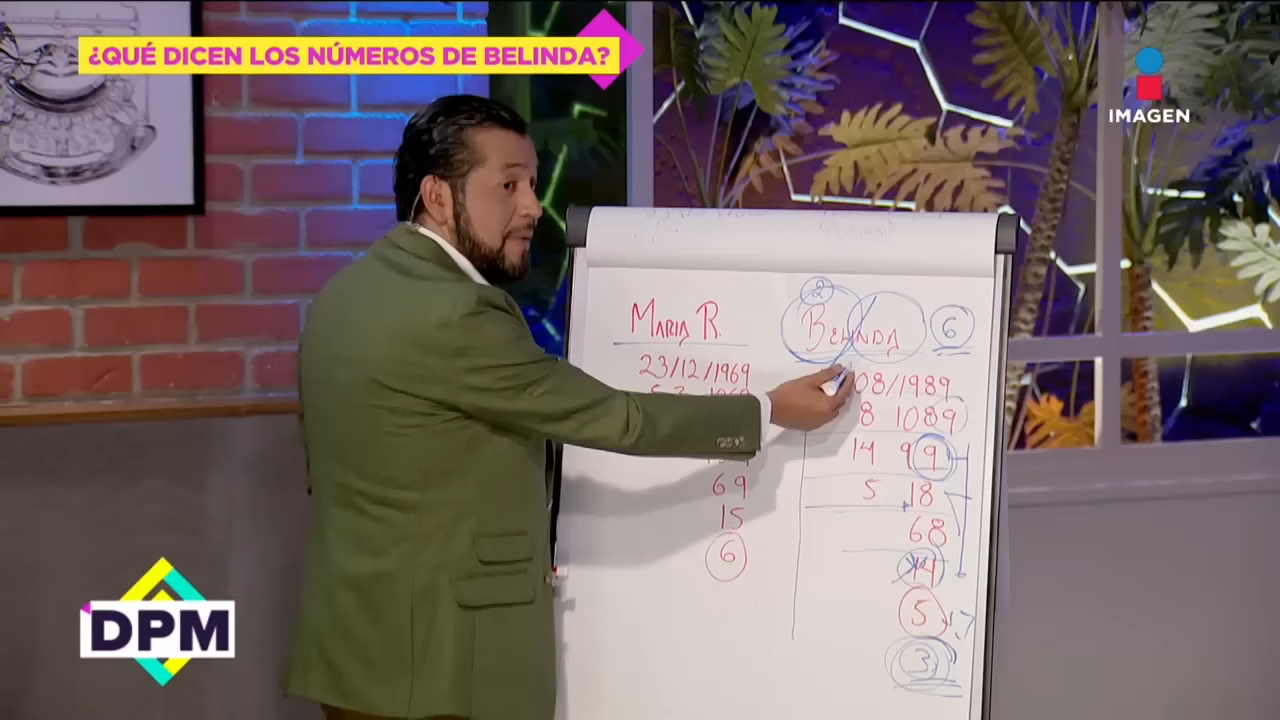 ¿QUÉ DICEN LOS NÚMEROS DE BELINDA?
IMAGEN
MARIA R.
23/12/1969
69
15
6
2
BELINDA
6
08/1989
8 1089
14 99
5 18
68
14
5
3
DPM